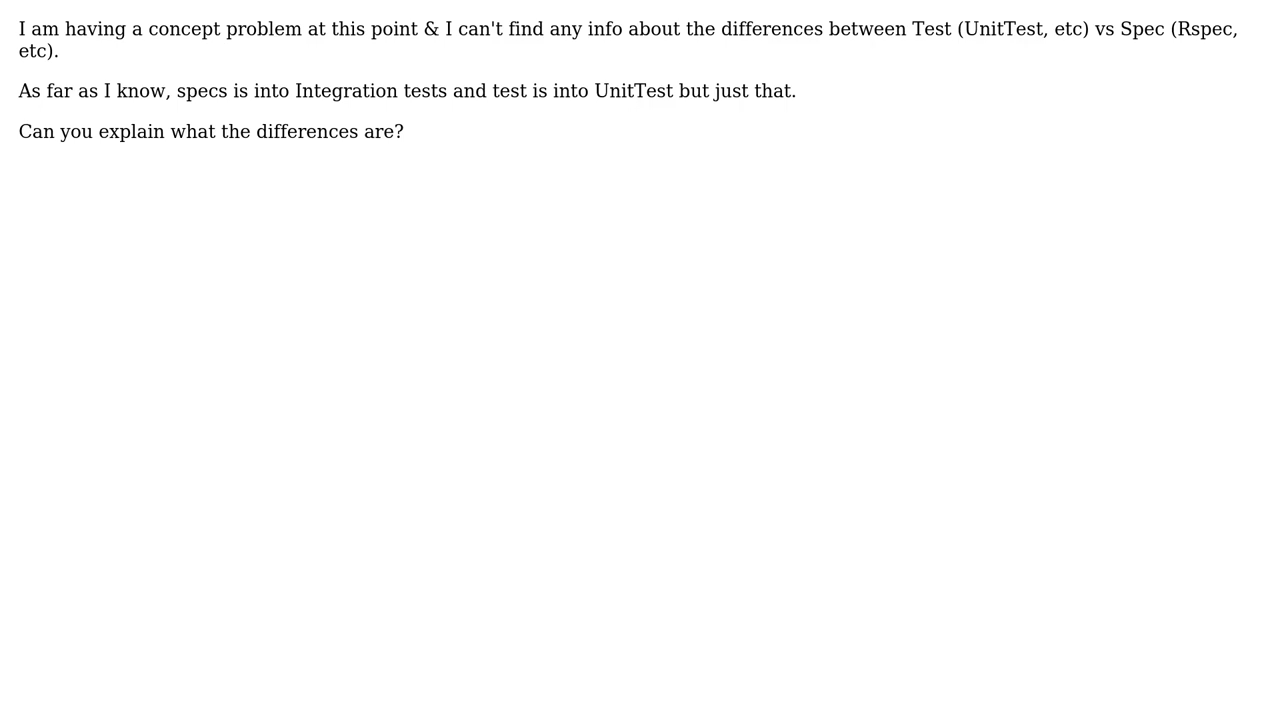 I am having a concept problem at this point & I can't find any info about the differences between Test (UnitTest, etc) vs Spec (Rspec,
etc).
As far as I know, specs is into Integration tests and test is into UnitTest but just that.
Can you explain what the differences are?